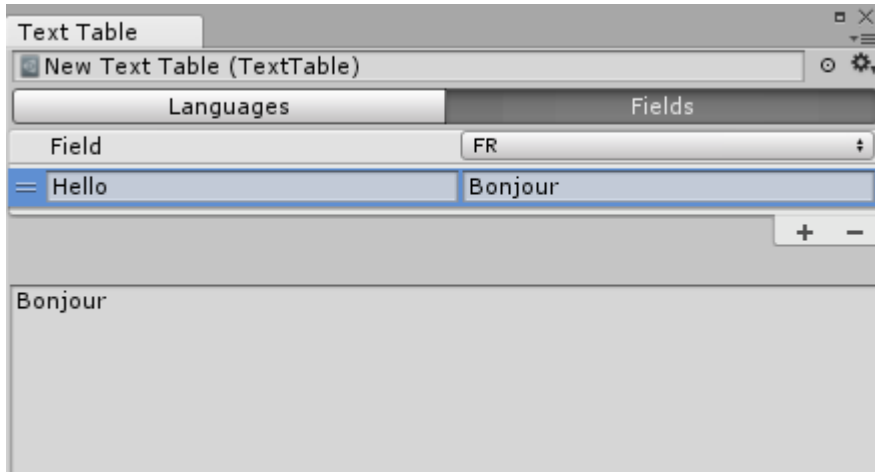 Text Table
New Text Table (TextTable)
Languages Fields
Field FR
Hello Bonjour
+ −
Bonjour